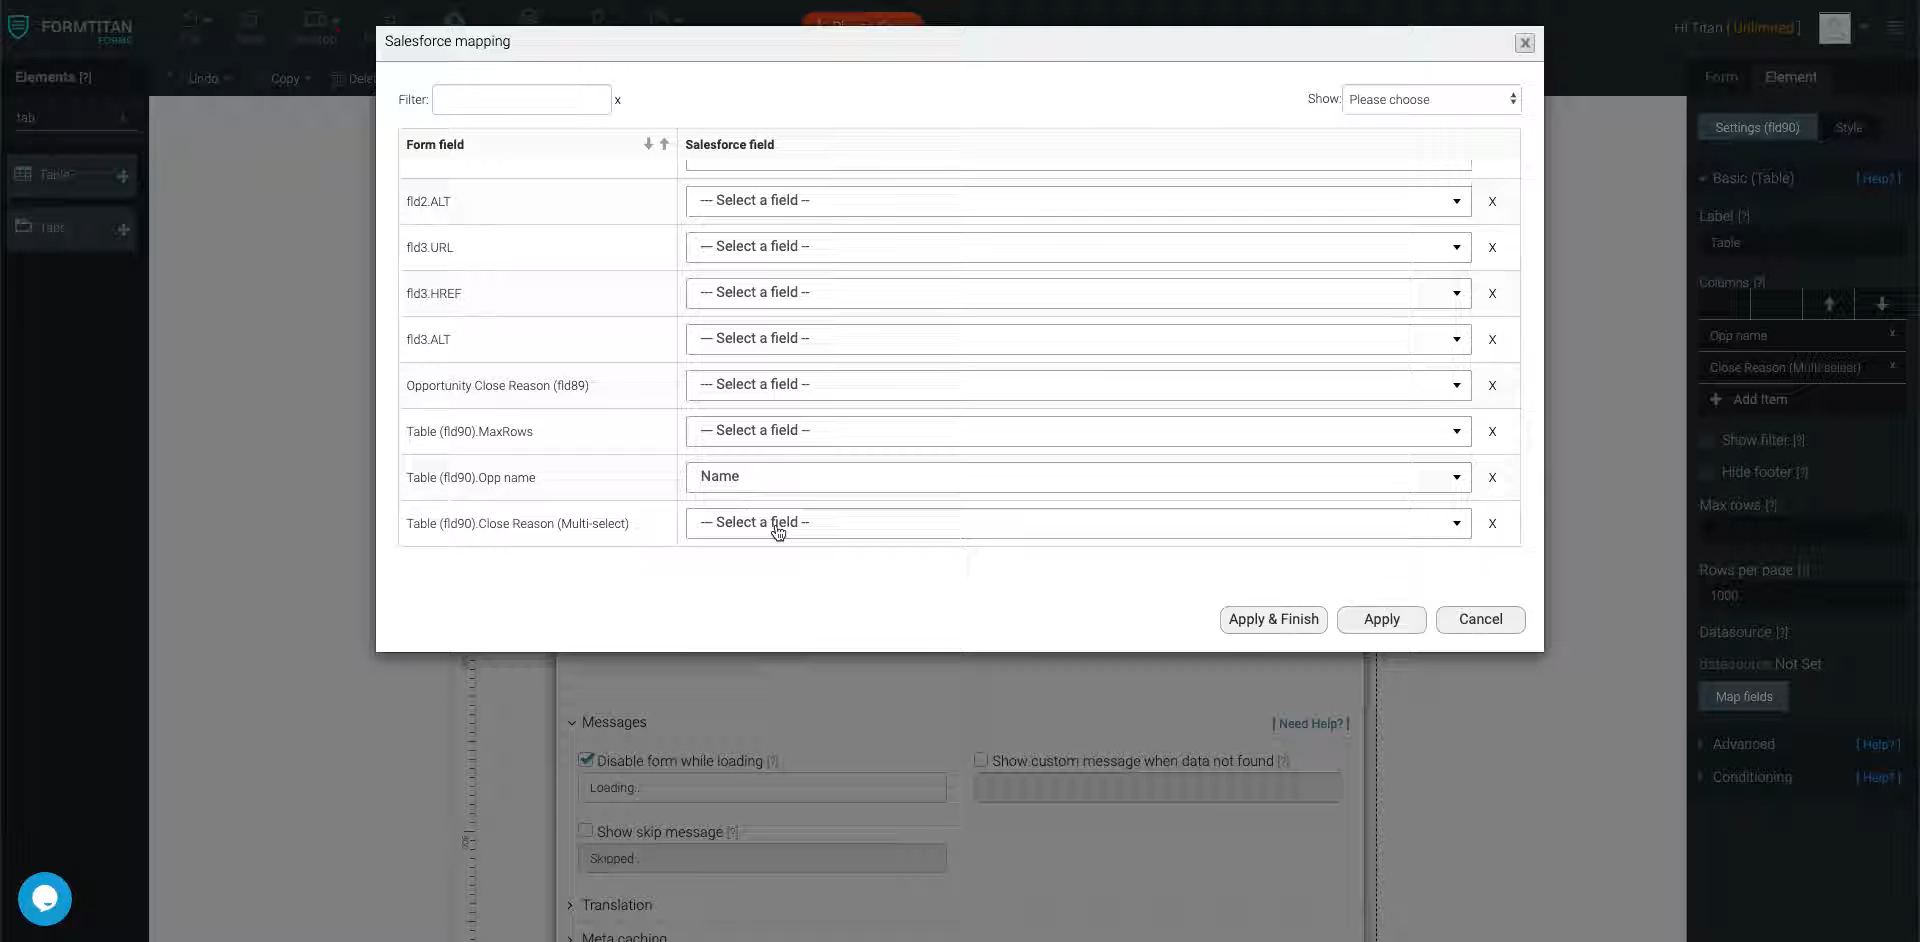 FORMTITAN
FORMS
Hi Titan [ Unlimited ]
Elements [?]
Undo
Copy
tab
Table
Tabs
Salesforce mapping
X
Filter:
x
Show:
Please choose
Form field
Salesforce field
fld2.ALT
--- Select a field --
X
fld3.URL
--- Select a field --
X
fld3.HREF
--- Select a field --
X
fld3.ALT
--- Select a field --
X
Opportunity Close Reason (fld89)
--- Select a field --
X
Table (fld90).MaxRows
--- Select a field --
X
Table (fld90).Opp name
Name
X
Table (fld90).Close Reason (Multi-select)
--- Select a field --
X
Apply & Finish
Apply
Cancel
Messages
[ Need Help? ]
Disable form while loading [?]
Loading..
Show custom message when data not found [?]
Show skip message [?]
Skipped .
Translation
Meta caching
Form
Element
Settings (fld90)
Style
Basic (Table)
[ Help? ]
Label [?]
Table
Columns [?]
Opp name
x
Close Reason (Multi-select)
x
Add Item
Show filter [?]
Hide footer [?]
Max rows [?]
Rows per page [?]
1000
Datasource [?]
datasource Not Set
Map fields
Advanced
[ Help? ]
Conditioning
[ Help? ]